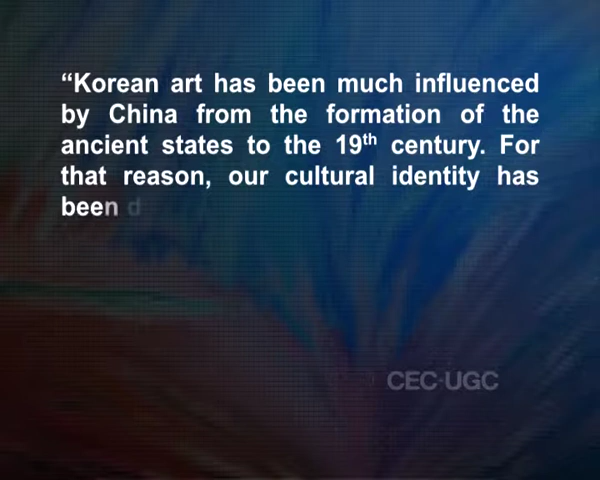 “Korean art has been much influenced
by China from the formation of the
ancient states to the 19th century. For
that reason, our cultural identity has
been d
CEC-UGC